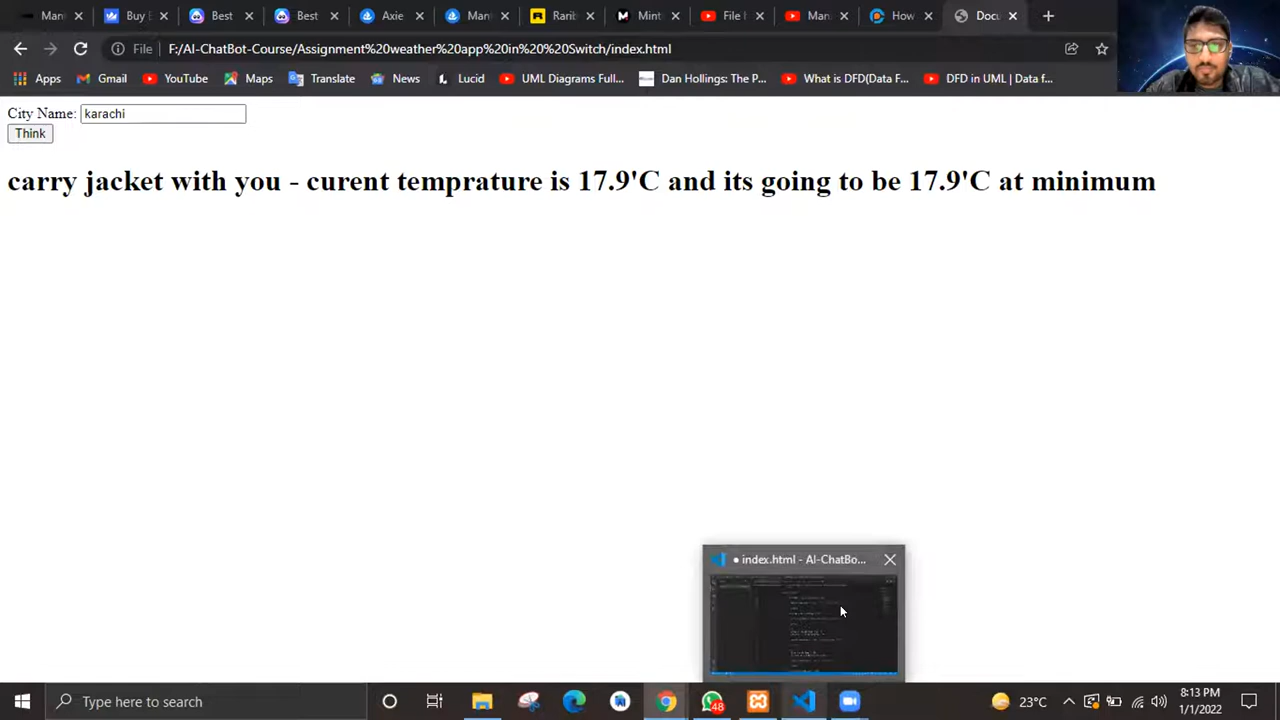 Man
Buy E
Best
Best
Axie
Man
Rarib
Mint
File I
Man
How
Docu
File
F:/AI-ChatBot-Course/Assignment%20weather%20app%20in%20%20Switch/index.html
Apps
Gmail
YouTube
Maps
Translate
News
Lucid
UML Diagrams Full...
Dan Hollings: The P...
What is DFD(Data F...
DFD in UML | Data f...
City Name: karachi
Think
carry jacket with you - curent temprature is 17.9'C and its going to be 17.9'C at minimum
index.html - AI-ChatBo...
Type here to search
48
23°C
8:13 PM
1/1/2022